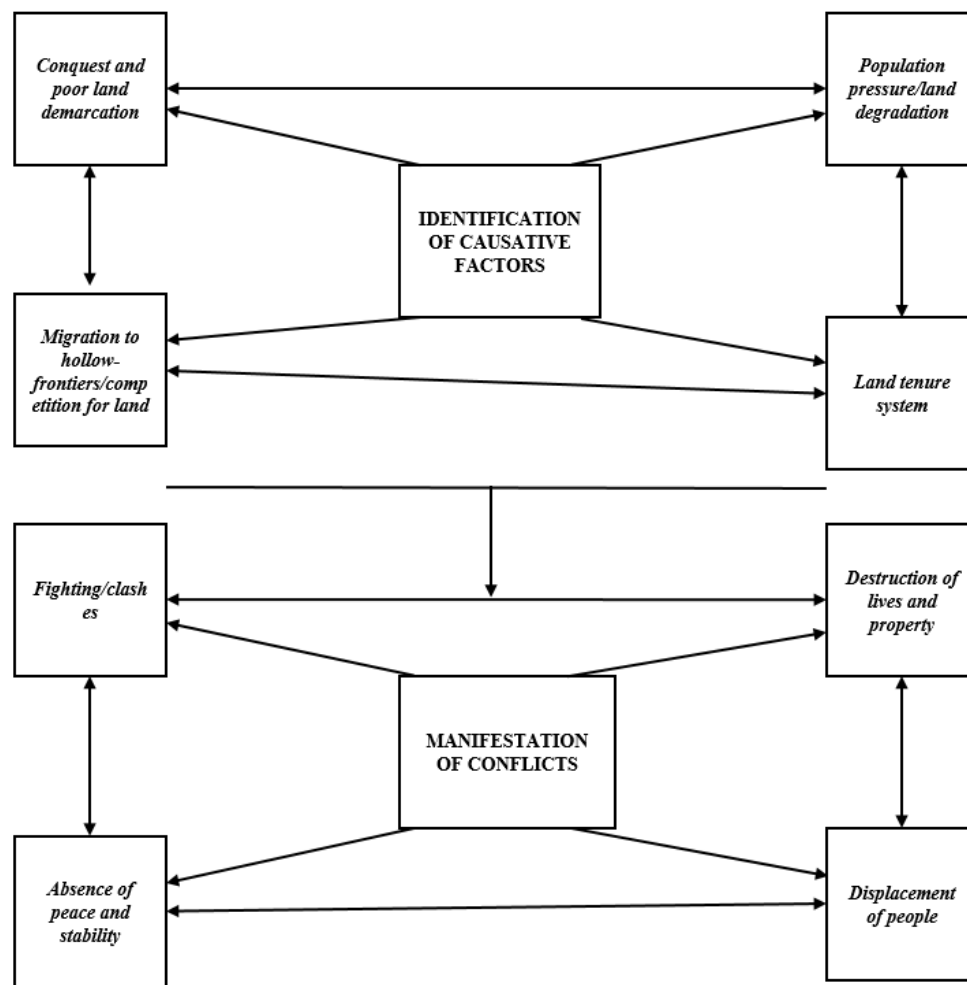 Conquest and
poor land
demarcation
Population
pressure/land
degradation
IDENTIFICATION
OF CAUSATIVE
FACTORS
Migration to
hollow-
frontiers/comp
etition for land
Land tenure
system
Fighting/clash
es
Destruction of
lives and
property
MANIFESTATION
OF CONFLICTS
Absence of
peace and
stability
Displacement
of people